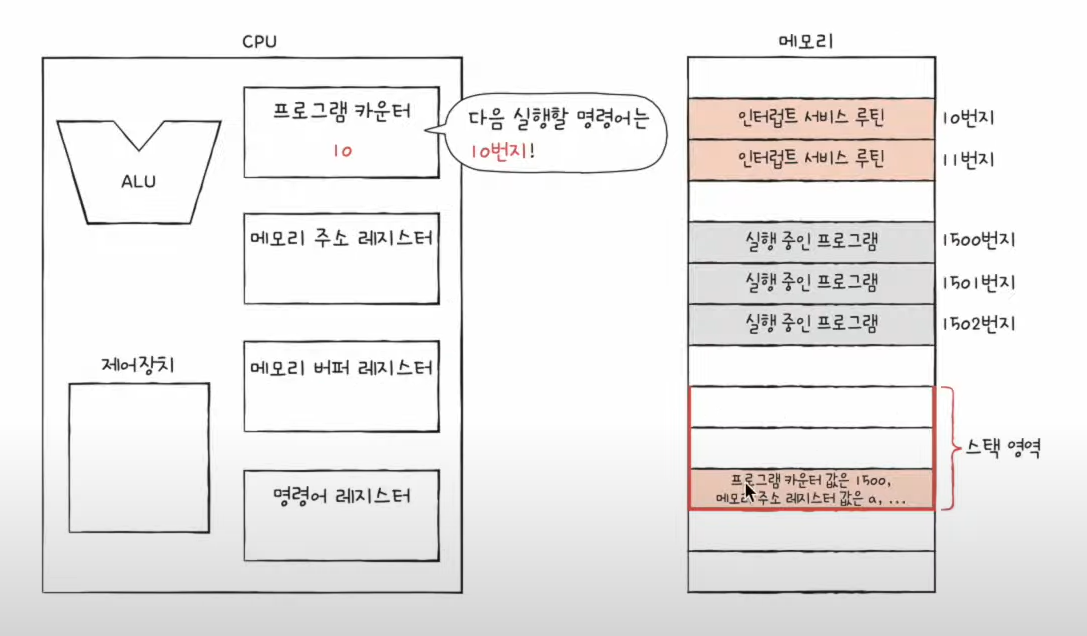 CPU
프로그램 카운터
10
다음 실행할 명령어는
10번지!
ALU
메모리 주소 레지스터
메모리 버퍼 레지스터
제어장치
명령어 레지스터
메모리
인터럽트 서비스 루틴
10번지
인터럽트 서비스 루틴
11번지
실행 중인 프로그램
1500번지
실행 중인 프로그램
1501번지
실행 중인 프로그램
1502번지
스택 영역
프로그램 카운터 값은 1500,
메모리 주소 레지스터 값은 a, ...